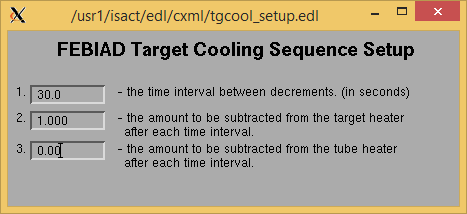 /usr1/isact/edl/cxml/tgcool_setup.edl
FEBIAD Target Cooling Sequence Setup
1. 30.0 - the time interval between decrements. (in seconds)
2. 1.000 - the amount to be subtracted from the target heater
after each time interval.
3. 0.00 - the amount to be subtracted from the tube heater
after each time interval.